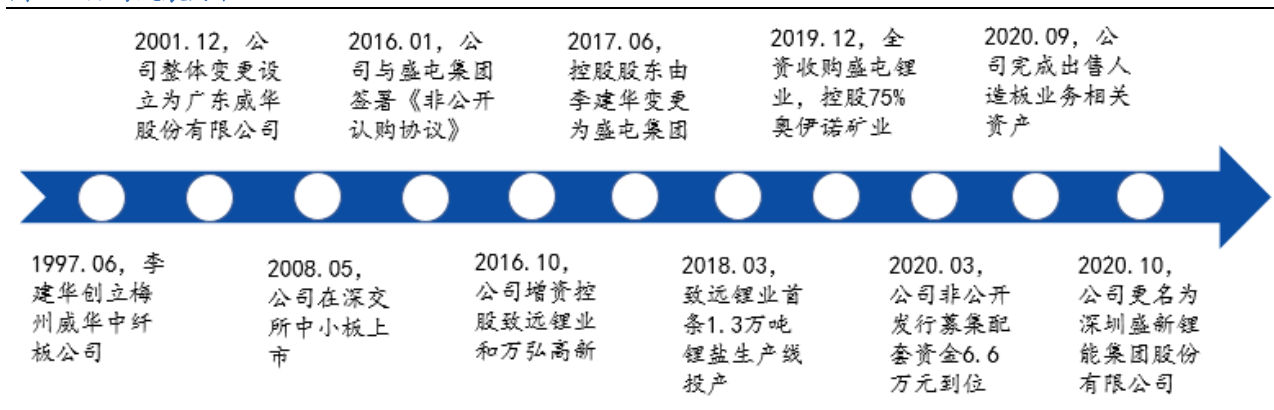 2001.12, 公
司整体变更设
立为广东威华
股份有限公司
2016.01, 公
司与盛屯集团
签署《非公开
认购协议》
2017.06,
控股股东由
李建华变更
为盛屯集团
2019.12, 全
资收购盛屯锂
业, 控股75%
奥伊诺矿业
2020.09, 公
司完成出售人
造板业务相关
资产
1997.06, 李
建华创立梅
州威华中纤
板公司
2008.05,
公司在深交
所中小板上
市
2016.10,
公司增资控
股致远锂业
和万弘高新
2018.03,
致远锂业首
条1.3万吨
锂盐生产线
投产
2020.03,
公司非公开
发行募集配
套资金6.6
万元到位
2020.10,
公司更名为
深圳盛新锂
能集团股份
有限公司